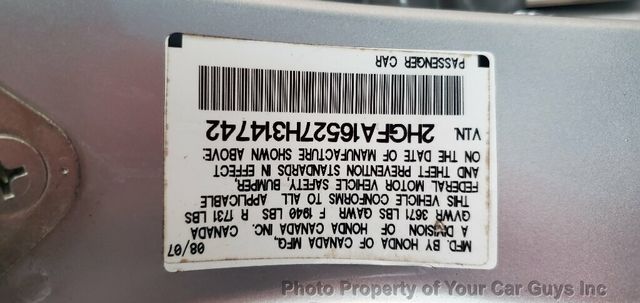 MFD. BY HONDA OF CANADA MFG.,
A DIVISION OF HONDA CANADA INC. 08/07
GVWR 3671 LBS GAWR F 1940 LBS R 1731 LBS
THIS VEHICLE CONFORMS TO ALL APPLICABLE
FEDERAL MOTOR VEHICLE SAFETY, BUMPER,
AND THEFT PREVENTION STANDARDS IN EFFECT
ON THE DATE OF MANUFACTURE SHOWN ABOVE.
V.I.N. 2HGFA16527H314742
PASSENGER CAR
Photo Property of Your Car Guys Inc